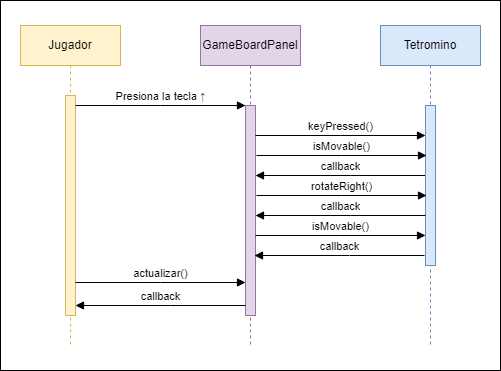 Jugador
GameBoardPanel
Tetromino
Presiona la tecla ↑
keyPressed()
isMovable()
callback
rotateRight()
callback
isMovable()
callback
actualizar()
callback